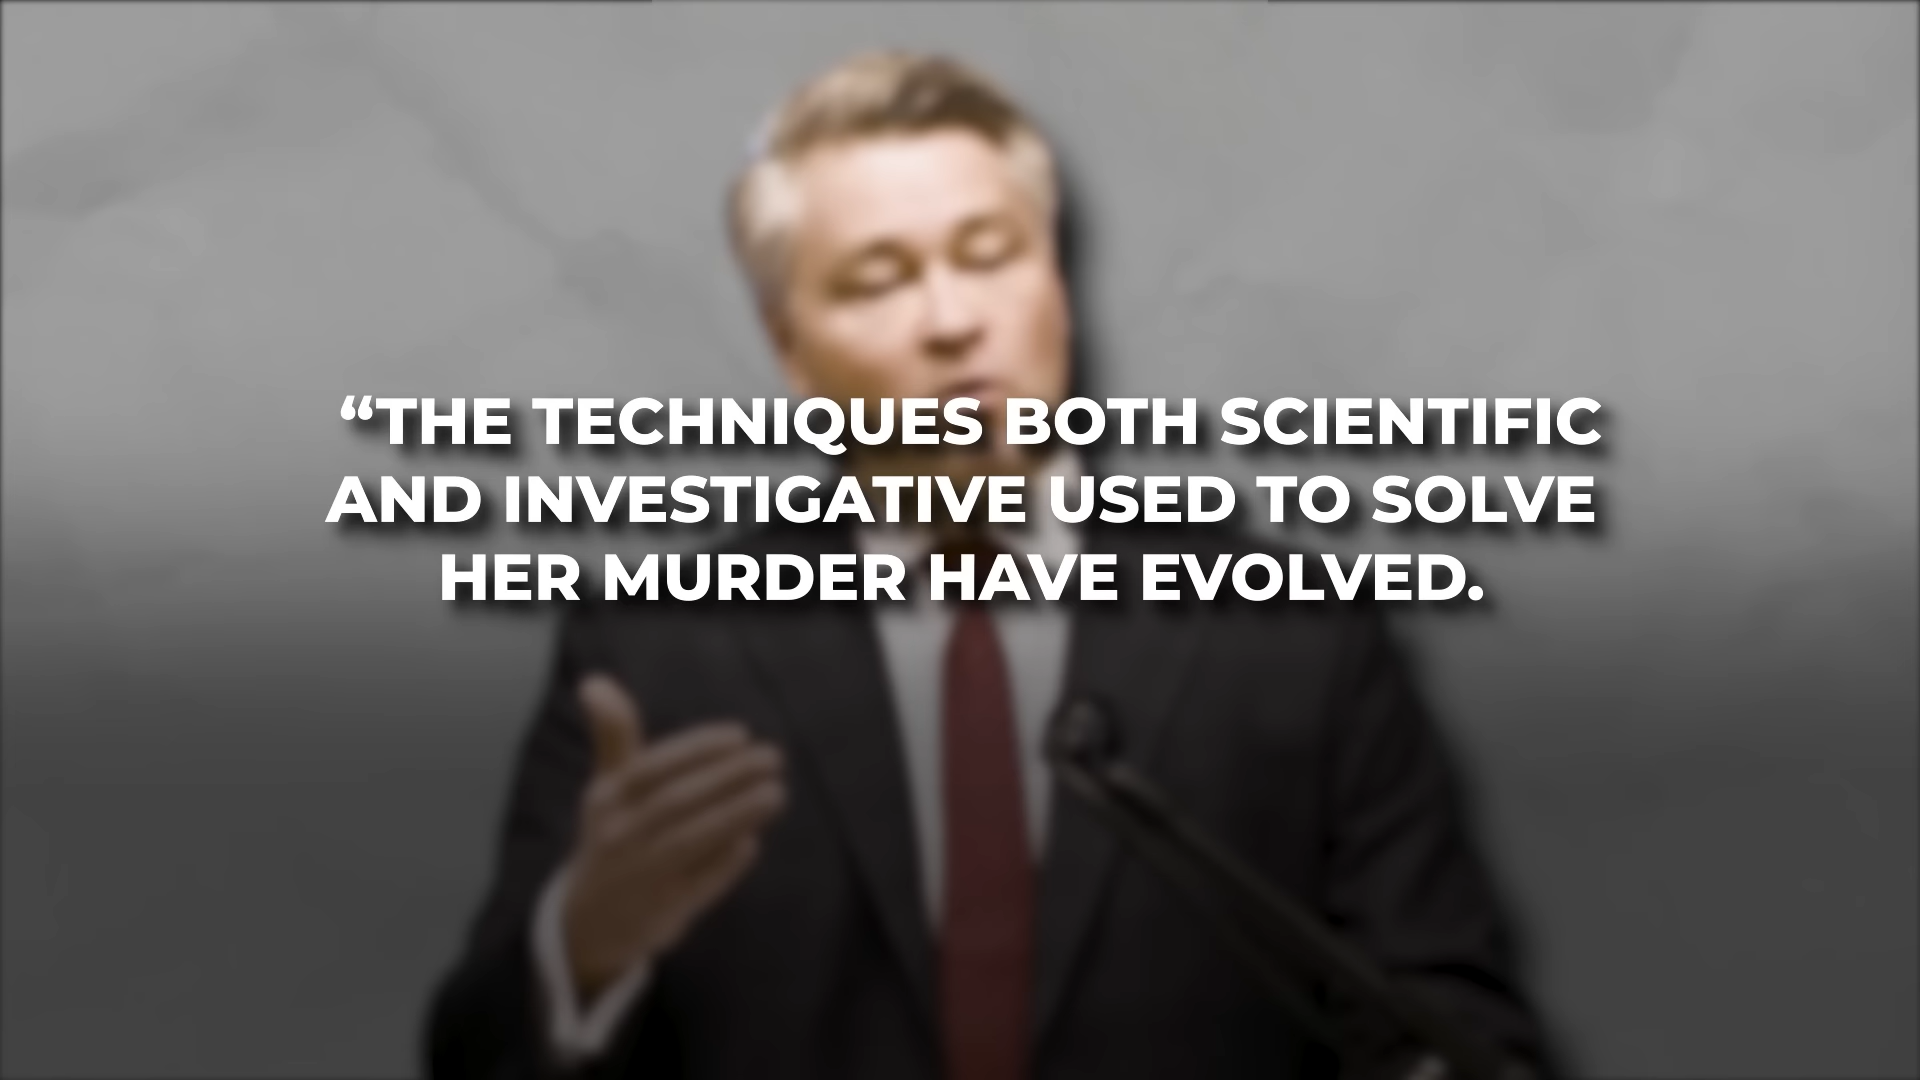 “THE TECHNIQUES BOTH SCIENTIFIC
AND INVESTIGATIVE USED TO SOLVE
HER MURDER HAVE EVOLVED.